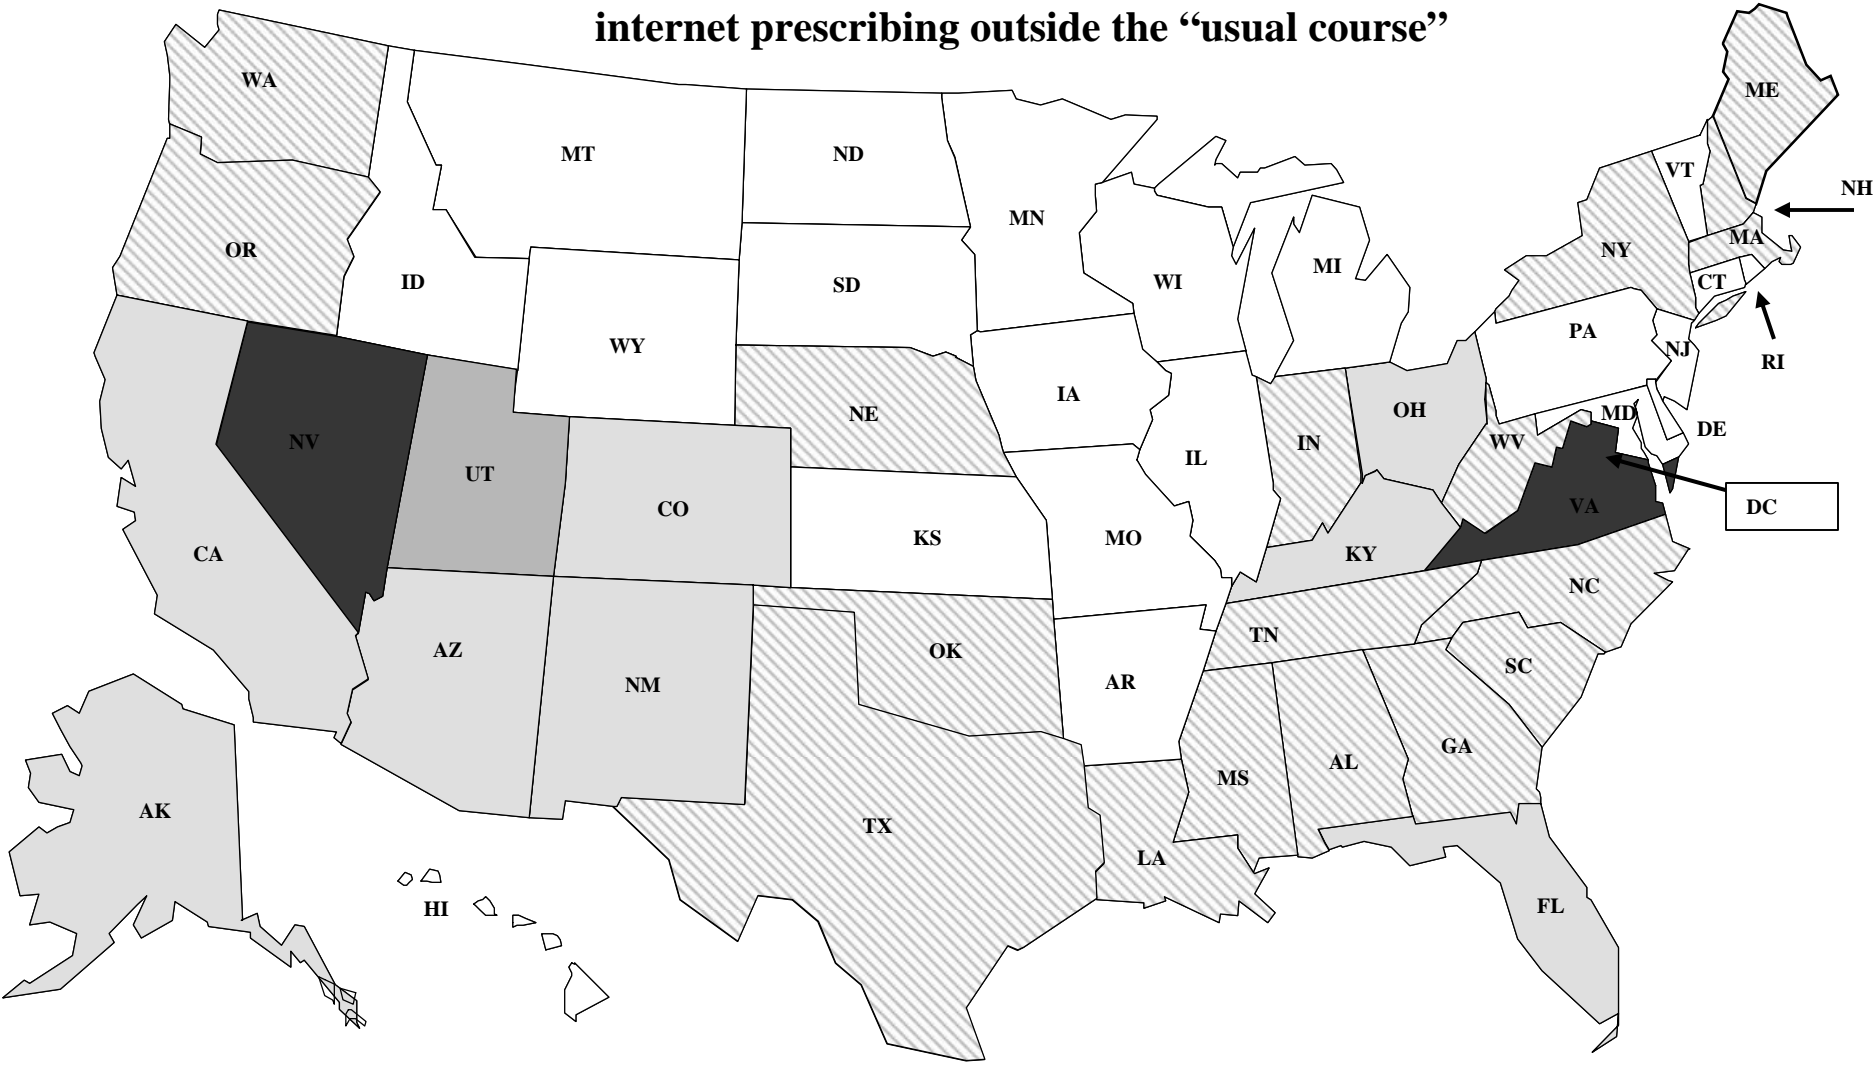 internet prescribing outside the “usual course”
WA
ME
MT
ND
VT
NH
MN
MA
OR
NY
ID
SD
WI
MI
CT
WY
PA
NJ
RI
IA
NE
OH
MD
DE
NV
IN
WV
UT
IL
CO
VA
DC
KS
MO
CA
KY
NC
AZ
OK
TN
SC
NM
AR
GA
AL
MS
AK
TX
LA
HI
FL